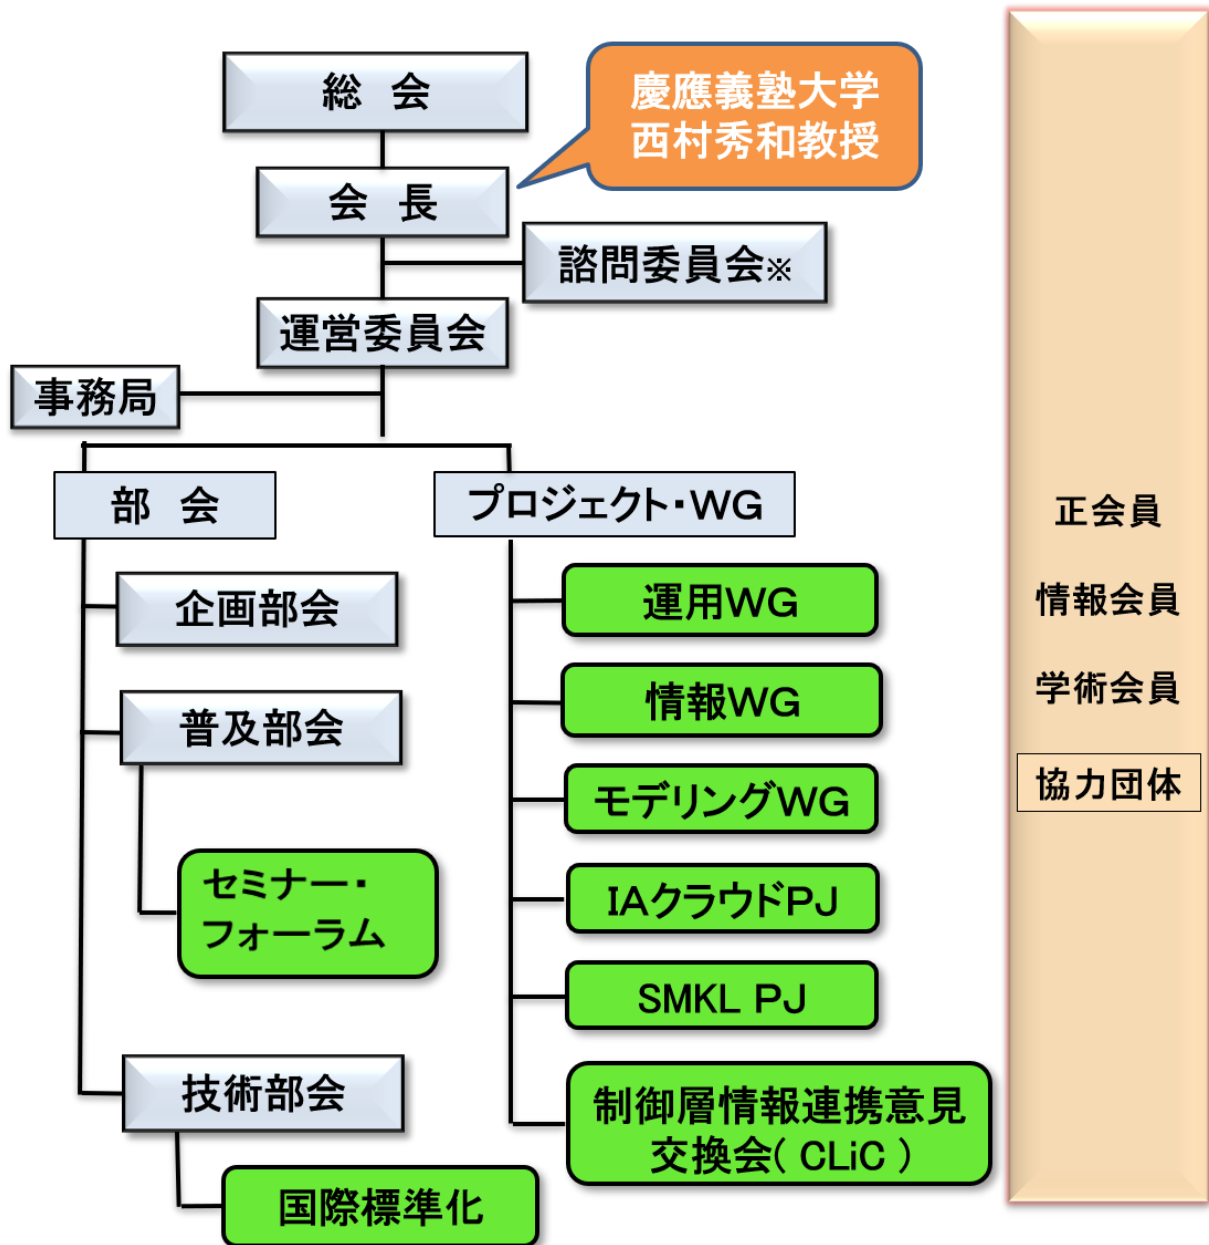 総 会
慶應義塾大学
西村秀和教授
会 長
諮問委員会※
運営委員会
事務局
部 会
プロジェクト・WG
企画部会
普及部会
セミナー・
フォーラム
技術部会
国際標準化
運用WG
情報WG
モデリングWG
IAクラウドPJ
SMKL PJ
制御層情報連携意見
交換会( CLiC )
正会員
情報会員
学術会員
協力団体